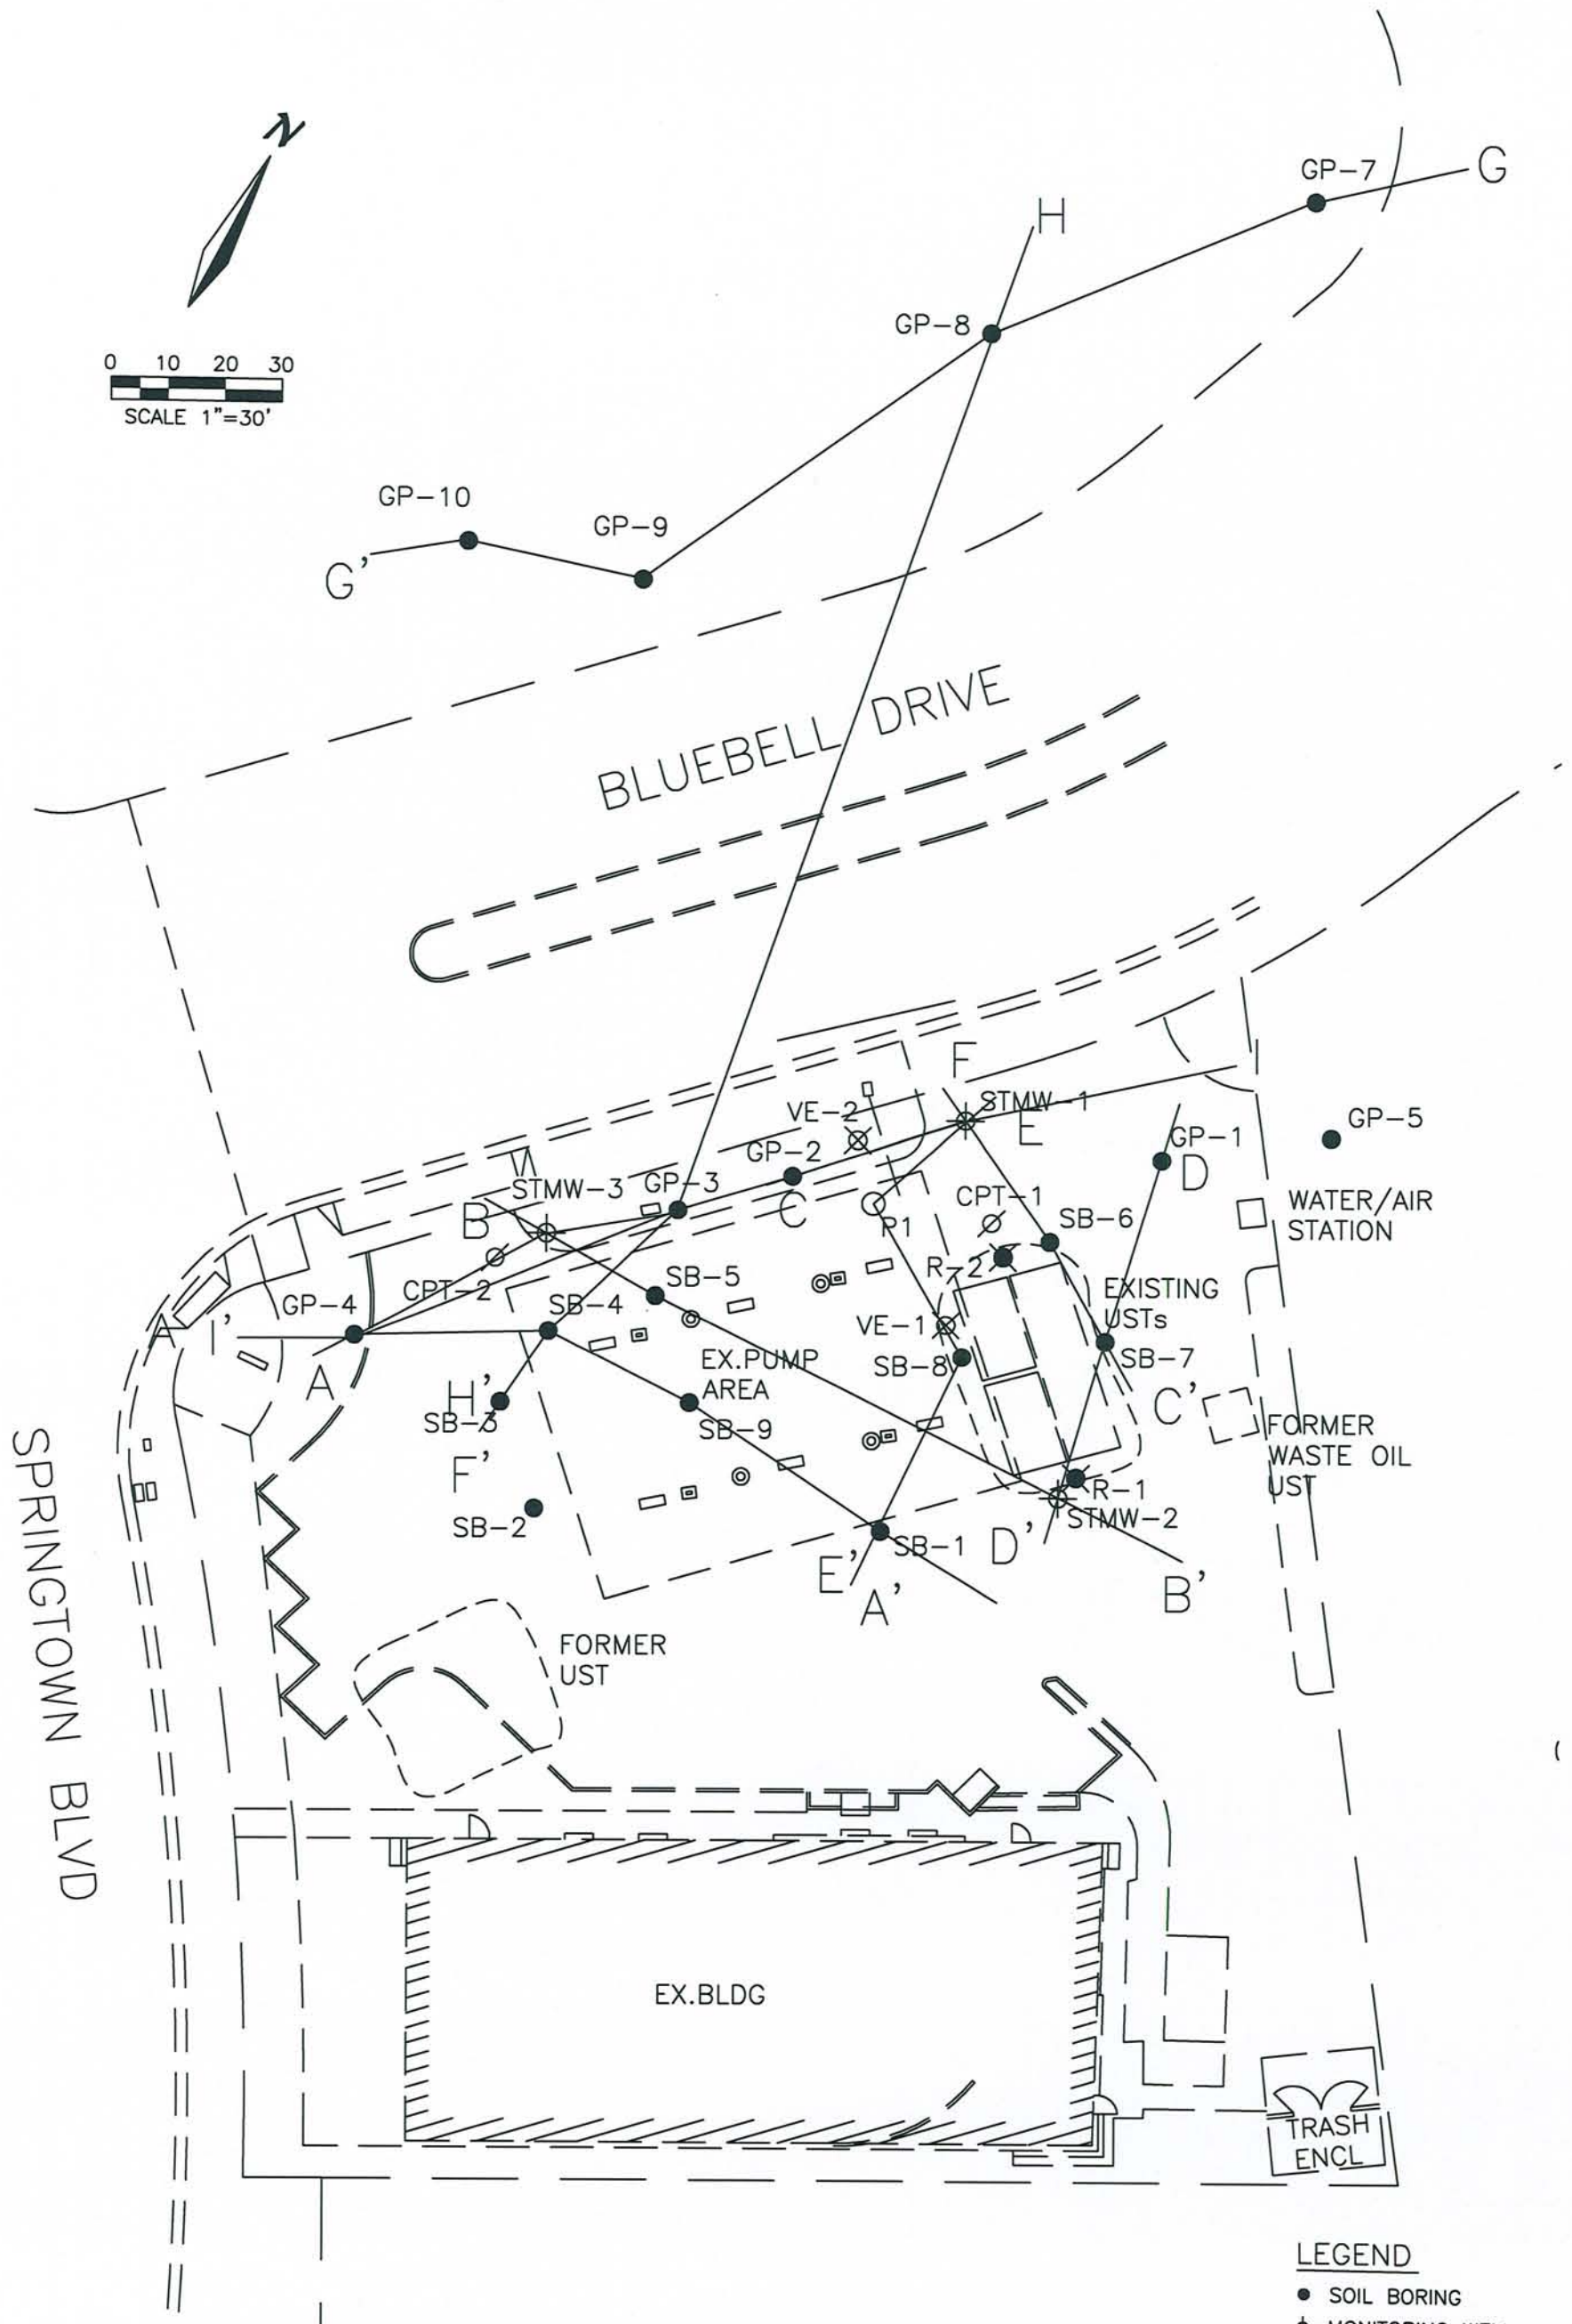 N
GP-7
G
H
GP-8
0 10 20 30
SCALE 1"=30'
GP-10
GP-9
G'
BLUEBELL DRIVE
F
STMW-1
VE-2
E
GP-5
GP-1
GP-2
D
STMW-3
GP-3
CPT-1
WATER/AIR
STATION
B
C
P1
SB-6
R-2
SB-5
CPT-2
EXISTING
USTs
GP-4
SB-4
A
I'
VE-1
SB-8
SB-7
EX.PUMP
AREA
A
H'
SB-3
SB-9
C'
FORMER
WASTE OIL
UST
F'
R-1
STMW-2
SB-2
SB-1
D'
E'
A'
B'
SPRINGTOWN BLVD
FORMER
UST
EX.BLDG
TRASH
ENCL
LEGEND
SOIL BORING